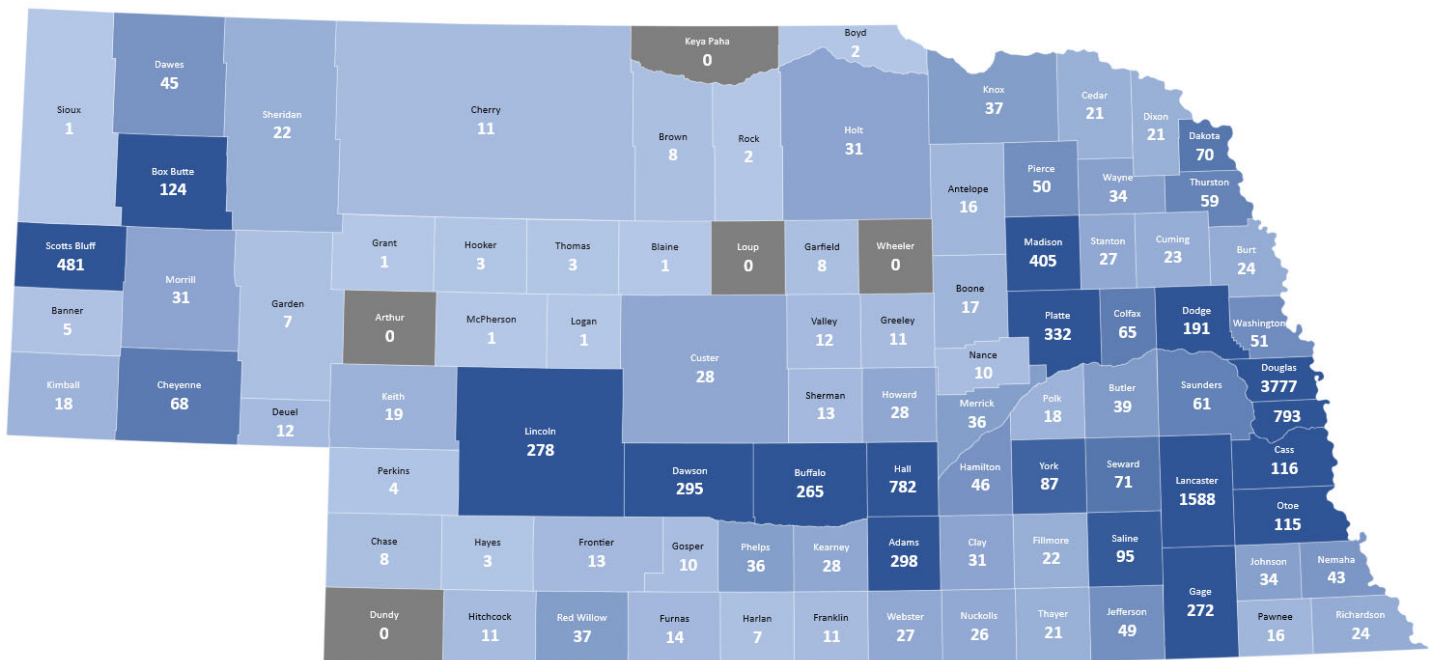 Keya Paha
0
Boyd
2
Dawes
45
Sioux
1
Sheridan
22
Cherry
11
Brown
8
Rock
2
Holt
31
Knox
37
Cedar
21
Dixon
21
Dakota
70
Box Butte
124
Antelope
16
Pierce
50
Wayne
34
Thurston
59
Scotts Bluff
481
Morrill
31
Garden
7
Grant
1
Hooker
3
Thomas
3
Blaine
1
Loup
0
Garfield
8
Wheeler
0
Madison
405
Stanton
27
Cuming
23
Burt
24
Banner
5
Arthur
0
McPherson
1
Logan
1
Custer
28
Valley
12
Greeley
11
Boone
17
Platte
332
Colfax
65
Dodge
191
Washington
51
Nance
10
Kimball
18
Cheyenne
68
Deuel
12
Keith
19
Lincoln
278
Sherman
13
Howard
28
Merrick
36
Polk
18
Butler
39
Saunders
61
Douglas
3777
793
Perkins
4
Dawson
295
Buffalo
265
Hall
782
Hamilton
46
York
87
Seward
71
Lancaster
1588
Cass
116
Otoe
115
Chase
8
Hayes
3
Frontier
13
Gosper
10
Phelps
36
Kearney
28
Adams
298
Clay
31
Fillmore
22
Saline
95
Johnson
34
Nemaha
43
Gage
272
Dundy
0
Hitchcock
11
Red Willow
37
Furnas
14
Harlan
7
Franklin
11
Webster
27
Nuckolls
26
Thayer
21
Jefferson
49
Pawnee
16
Richardson
24